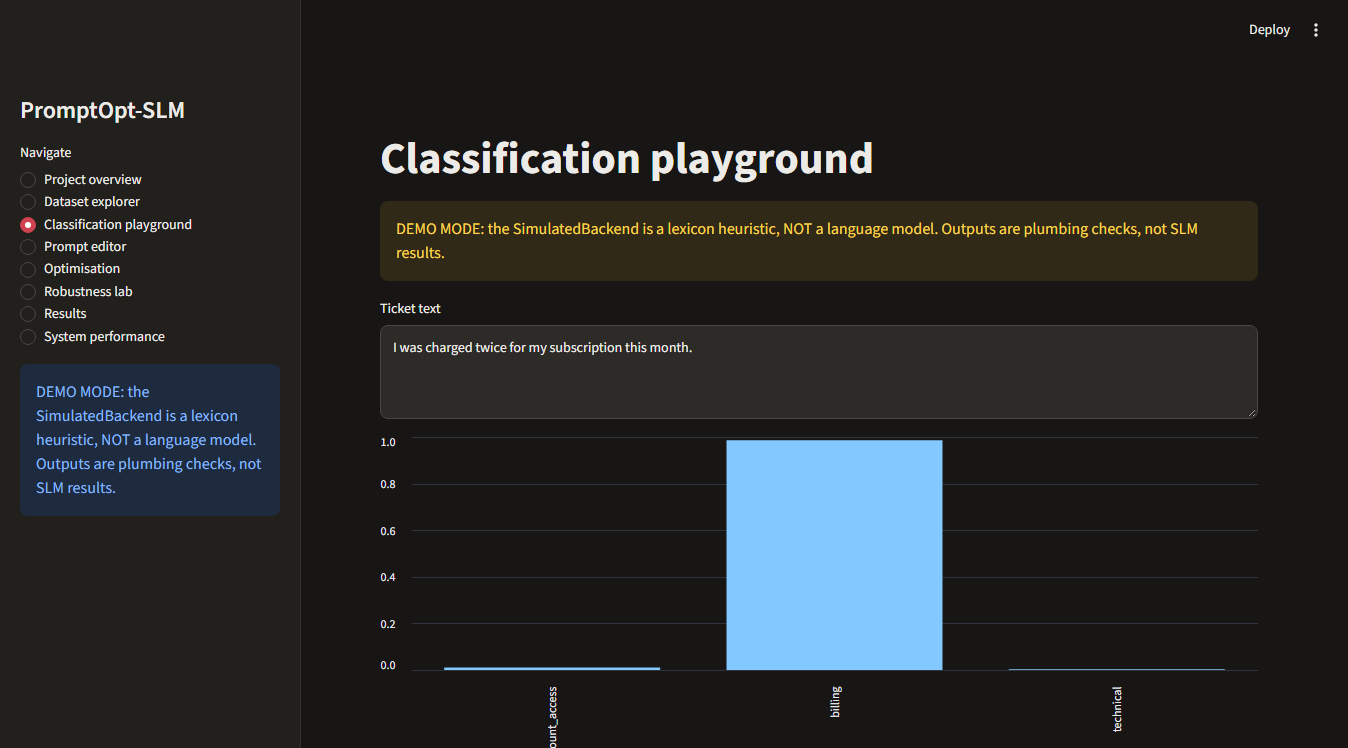 Deploy
PromptOpt-SLM
Navigate
Project overview
Dataset explorer
Classification playground
Prompt editor
Optimisation
Robustness lab
Results
System performance
DEMO MODE: the
SimulatedBackend is a lexicon
heuristic, NOT a language model.
Outputs are plumbing checks, not
SLM results.
Classification playground
DEMO MODE: the SimulatedBackend is a lexicon heuristic, NOT a language model. Outputs are plumbing checks, not SLM
results.
Ticket text
I was charged twice for my subscription this month.
1.0
0.8
0.6
0.4
0.2
0.0
ount_access
billing
technical